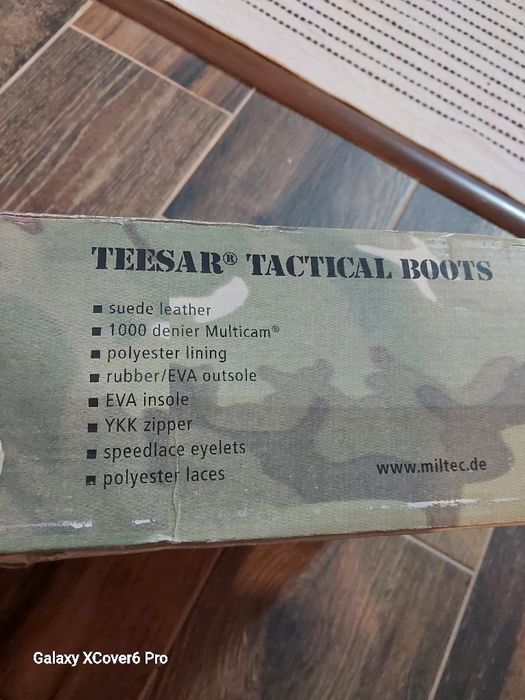 TEESAR® TACTICAL BOOTS
■ suede leather
■ 1000 denier Multicam®
■ polyester lining
■ rubber/EVA outsole
■ EVA insole
■ YKK zipper
■ speedlace eyelets
■ polyester laces
www.miltec.de
Galaxy XCover6 Pro